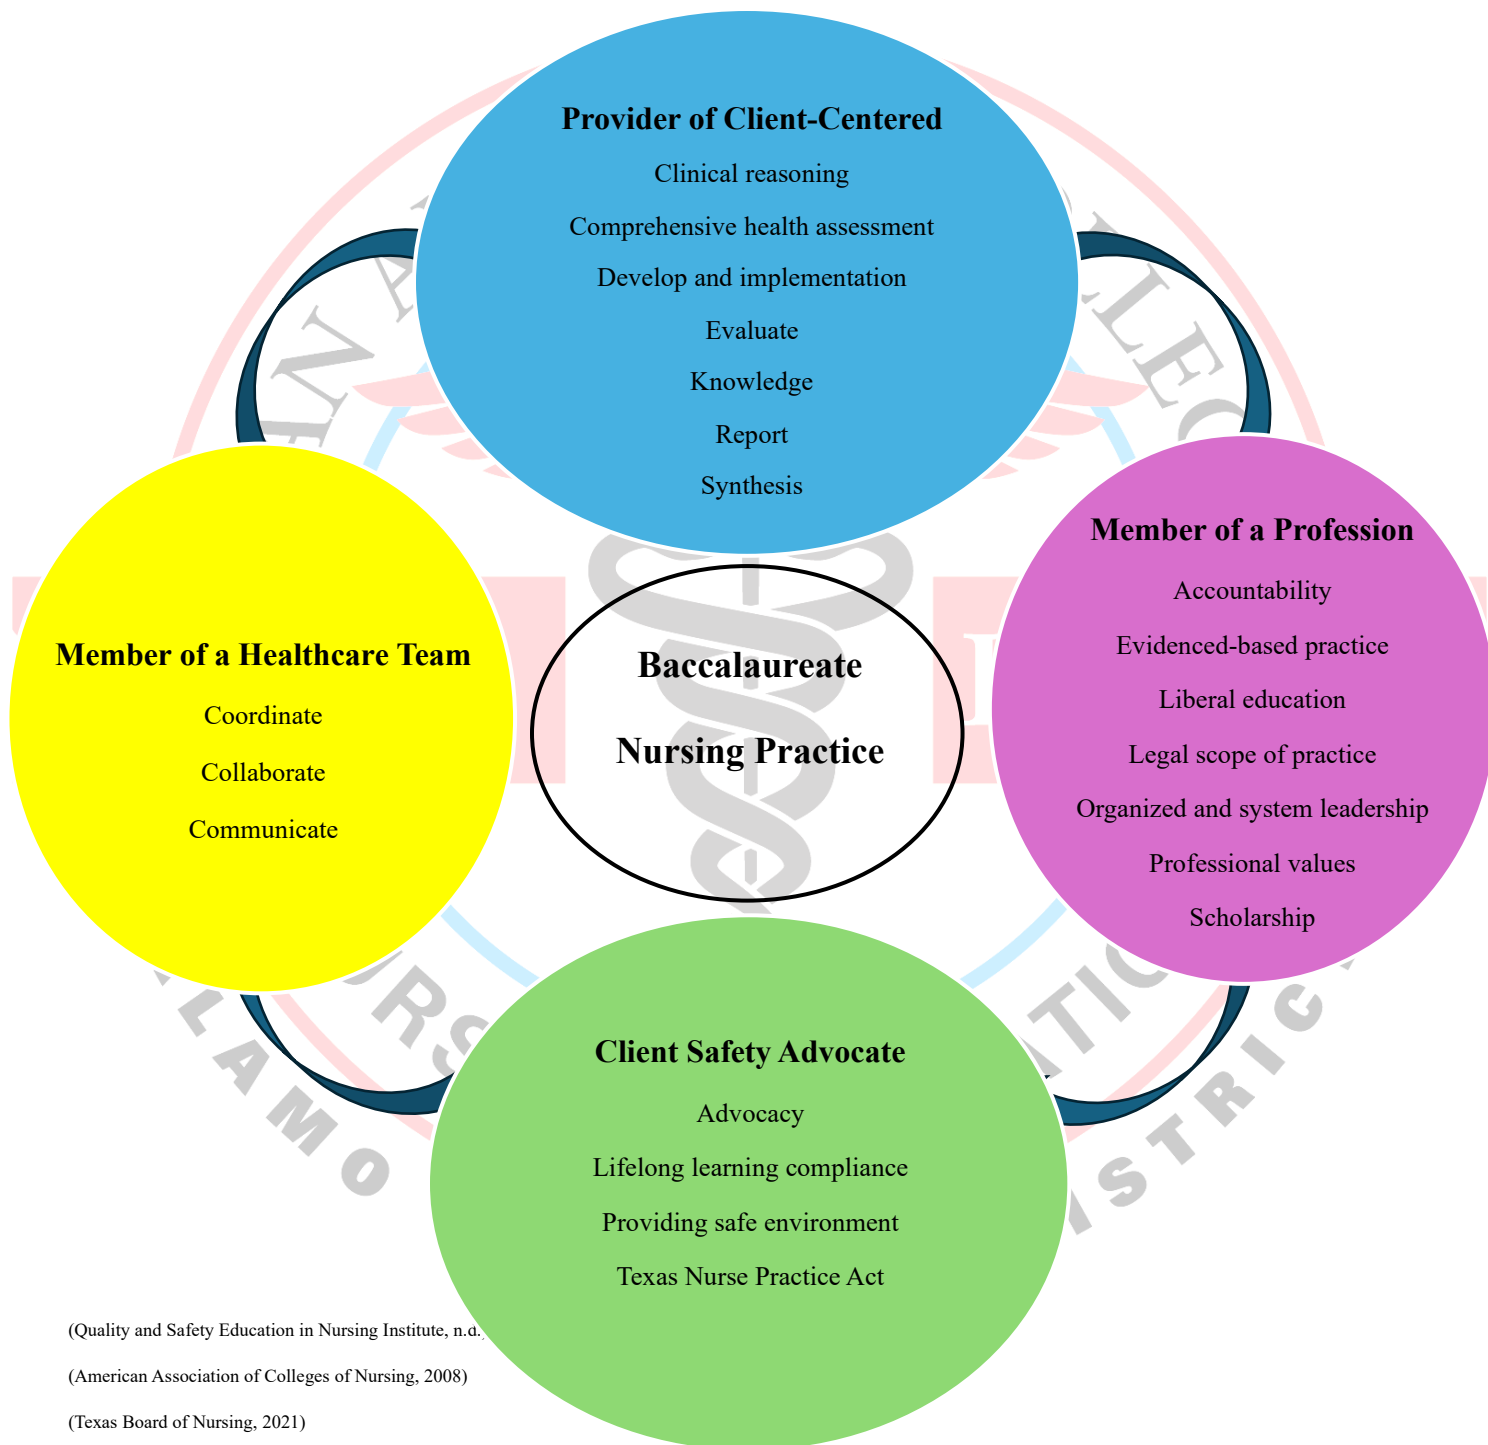 Provider of Client-Centered
Clinical reasoning
Comprehensive health assessment
Develop and implementation
Evaluate
Knowledge
Report
Synthesis
Member of a Healthcare Team
Coordinate
Collaborate
Communicate
Baccalaureate
Nursing Practice
Member of a Profession
Accountability
Evidenced-based practice
Liberal education
Legal scope of practice
Organized and system leadership
Professional values
Scholarship
Client Safety Advocate
Advocacy
Lifelong learning compliance
Providing safe environment
Texas Nurse Practice Act
(Quality and Safety Education in Nursing Institute, n.d.
(American Association of Colleges of Nursing, 2008)
(Texas Board of Nursing, 2021)